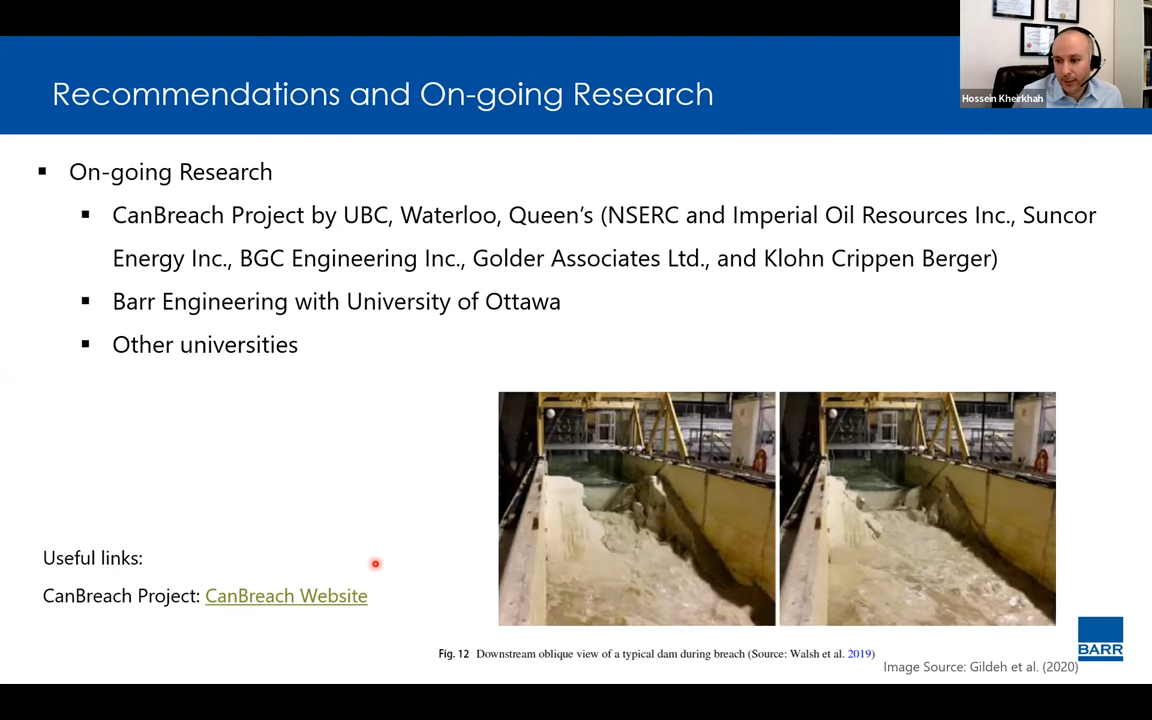 Recommendations and On-going Research
Hossein Kheirkhah
▪ On-going Research
▪ CanBreach Project by UBC, Waterloo, Queen’s (NSERC and Imperial Oil Resources Inc., Suncor
Energy Inc., BGC Engineering Inc., Golder Associates Ltd., and Klohn Crippen Berger)
▪ Barr Engineering with University of Ottawa
▪ Other universities
Useful links:
CanBreach Project: CanBreach Website
Fig. 12 Downstream oblique view of a typical dam during breach (Source: Walsh et al. 2019)
BARR
Image Source: Gildeh et al. (2020)